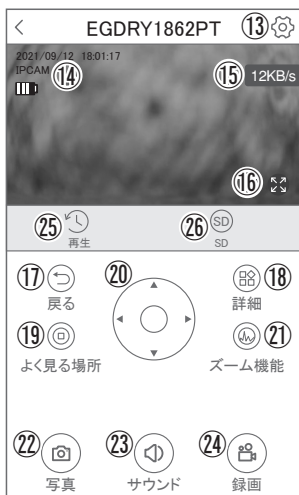 EGDRY1862PT ⑬
2021/09/12 18:01:17
IPCAM ⑭
⑮ 12KB/s
⑯
㉕ 再生
㉖ SD
SD
⑰ 戻る
⑳
⑱ 詳細
⑲ よく見る場所
㉑ ズーム機能
㉒ 写真
㉓ サウンド
㉔ 録画